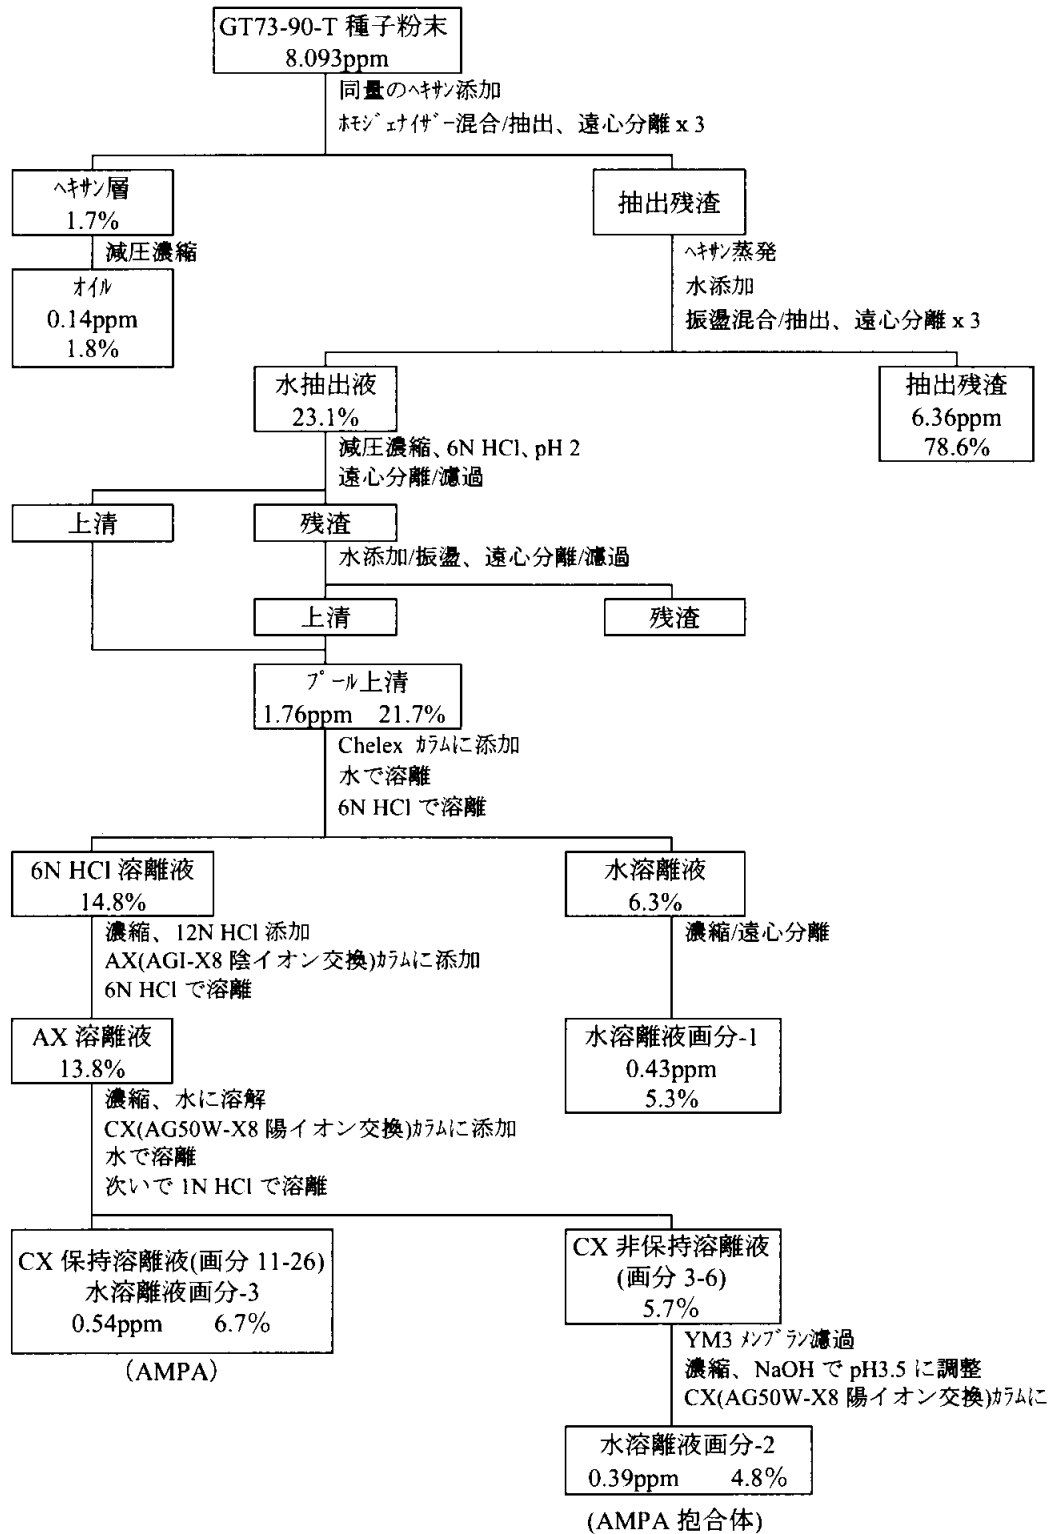 GT73-90-T 種子粉末
8.093ppm
同量のﾍｷｻﾝ添加
ﾎﾓｼﾞｪﾅｲｻﾞｰ混合/抽出、遠心分離 x 3
ﾍｷｻﾝ層
1.7%
抽出残渣
減圧濃縮
ｵｲﾙ
0.14ppm
1.8%
ﾍｷｻﾝ蒸発
水添加
振盪混合/抽出、遠心分離 x 3
水抽出液
23.1%
抽出残渣
6.36ppm
78.6%
減圧濃縮、6N HCl、pH 2
遠心分離/濾過
上清
残渣
水添加/振盪、遠心分離/濾過
上清
残渣
ﾌﾟｰﾙ上清
1.76ppm 21.7%
Chelex ｶﾗﾑに添加
水で溶離
6N HCl で溶離
6N HCl 溶離液
14.8%
水溶離液
6.3%
濃縮、12N HCl 添加
AX(AGI-X8 陰イオン交換)ｶﾗﾑに添加
6N HCl で溶離
濃縮/遠心分離
AX 溶離液
13.8%
水溶離液画分-1
0.43ppm
5.3%
濃縮、水に溶解
CX(AG50W-X8 陽イオン交換)ｶﾗﾑに添加
水で溶離
次いで 1N HCl で溶離
CX 保持溶離液(画分 11-26)
水溶離液画分-3
0.54ppm 6.7%
(AMPA)
CX 非保持溶離液
(画分 3-6)
5.7%
YM3 ﾒﾝﾌﾞﾗﾝ濾過
濃縮、NaOH で pH3.5 に調整
CX(AG50W-X8 陽イオン交換)ｶﾗﾑに
水溶離液画分-2
0.39ppm 4.8%
(AMPA 抱合体)